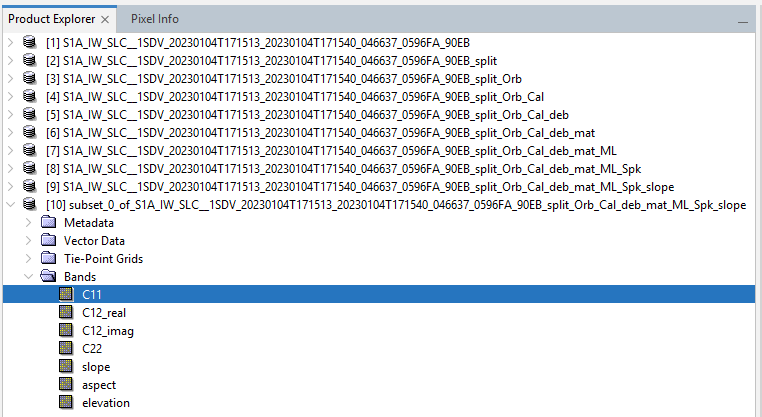 Product Explorer × Pixel Info
[1] S1A_IW_SLC__1SDV_20230104T171513_20230104T171540_046637_0596FA_90EB
[2] S1A_IW_SLC__1SDV_20230104T171513_20230104T171540_046637_0596FA_90EB_split
[3] S1A_IW_SLC__1SDV_20230104T171513_20230104T171540_046637_0596FA_90EB_split_Orb
[4] S1A_IW_SLC__1SDV_20230104T171513_20230104T171540_046637_0596FA_90EB_split_Orb_Cal
[5] S1A_IW_SLC__1SDV_20230104T171513_20230104T171540_046637_0596FA_90EB_split_Orb_Cal_deb
[6] S1A_IW_SLC__1SDV_20230104T171513_20230104T171540_046637_0596FA_90EB_split_Orb_Cal_deb_mat
[7] S1A_IW_SLC__1SDV_20230104T171513_20230104T171540_046637_0596FA_90EB_split_Orb_Cal_deb_mat_ML
[8] S1A_IW_SLC__1SDV_20230104T171513_20230104T171540_046637_0596FA_90EB_split_Orb_Cal_deb_mat_ML_Spk
[9] S1A_IW_SLC__1SDV_20230104T171513_20230104T171540_046637_0596FA_90EB_split_Orb_Cal_deb_mat_ML_Spk_slope
[10] subset_0_of_S1A_IW_SLC__1SDV_20230104T171513_20230104T171540_046637_0596FA_90EB_split_Orb_Cal_deb_mat_ML_Spk_slope
Metadata
Vector Data
Tie-Point Grids
Bands
C11
C12_real
C12_imag
C22
slope
aspect
elevation